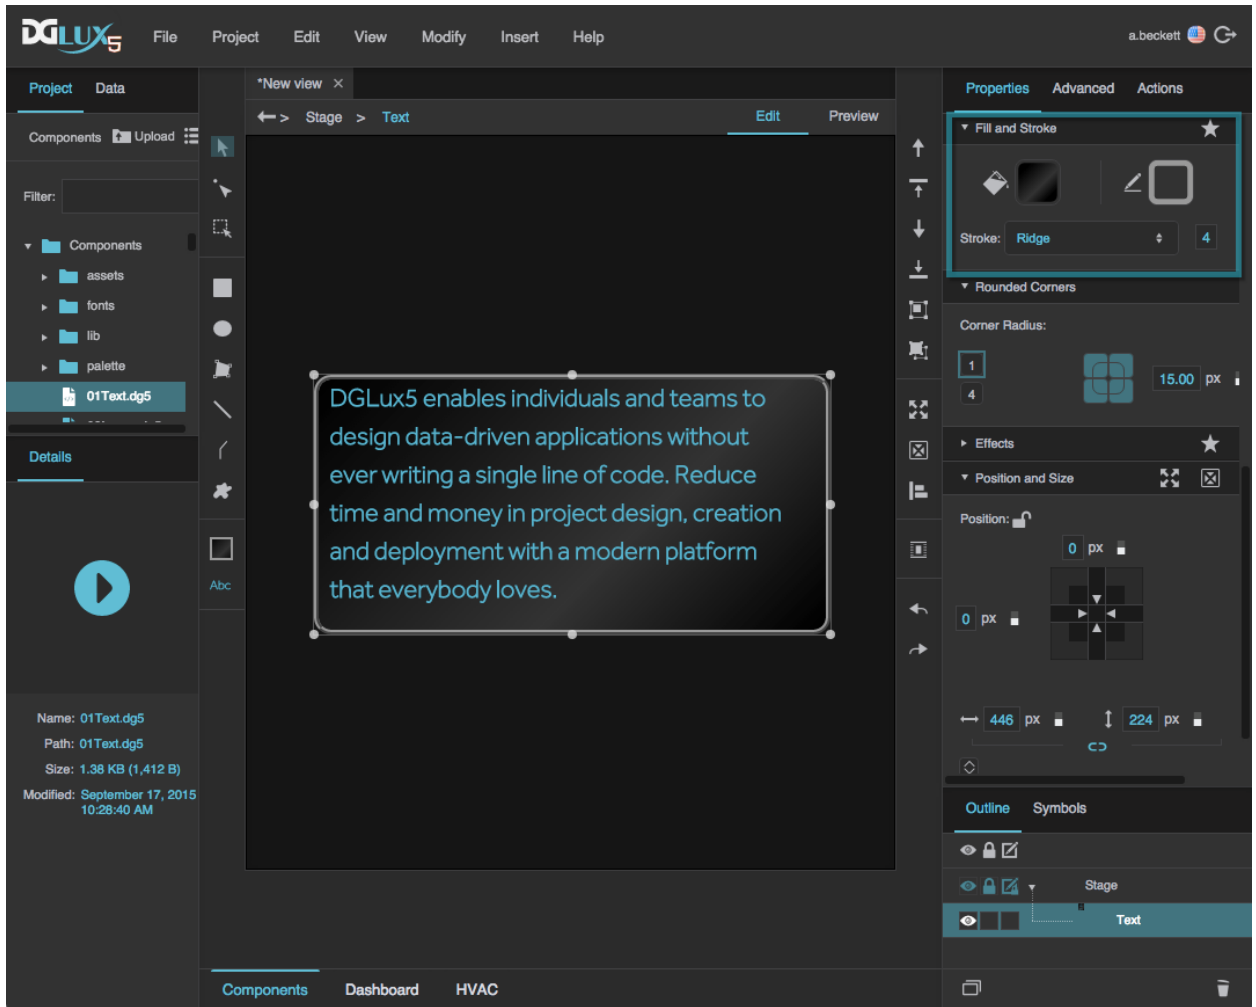 DGLUX5
File Project Edit View Modify Insert Help
a.beckett
Project Data
*New view ×
Properties Advanced Actions
Components Upload
> Stage > Text
Edit Preview
Fill and Stroke
Filter:
Stroke: Ridge 4
Components
assets
fonts
lib
palette
01Text.dg5
Rounded Corners
Corner Radius:
1
4
15.00 px
Details
Effects
Position and Size
DGLux5 enables individuals and teams to
design data-driven applications without
ever writing a single line of code. Reduce
time and money in project design, creation
and deployment with a modern platform
that everybody loves.
Abc
Position:
0 px
0 px
446 px 224 px
Name: 01Text.dg5
Path: 01Text.dg5
Size: 1.38 KB (1,412 B)
Modified: September 17, 2015
10:28:40 AM
Outline Symbols
Stage
Text
Components Dashboard HVAC